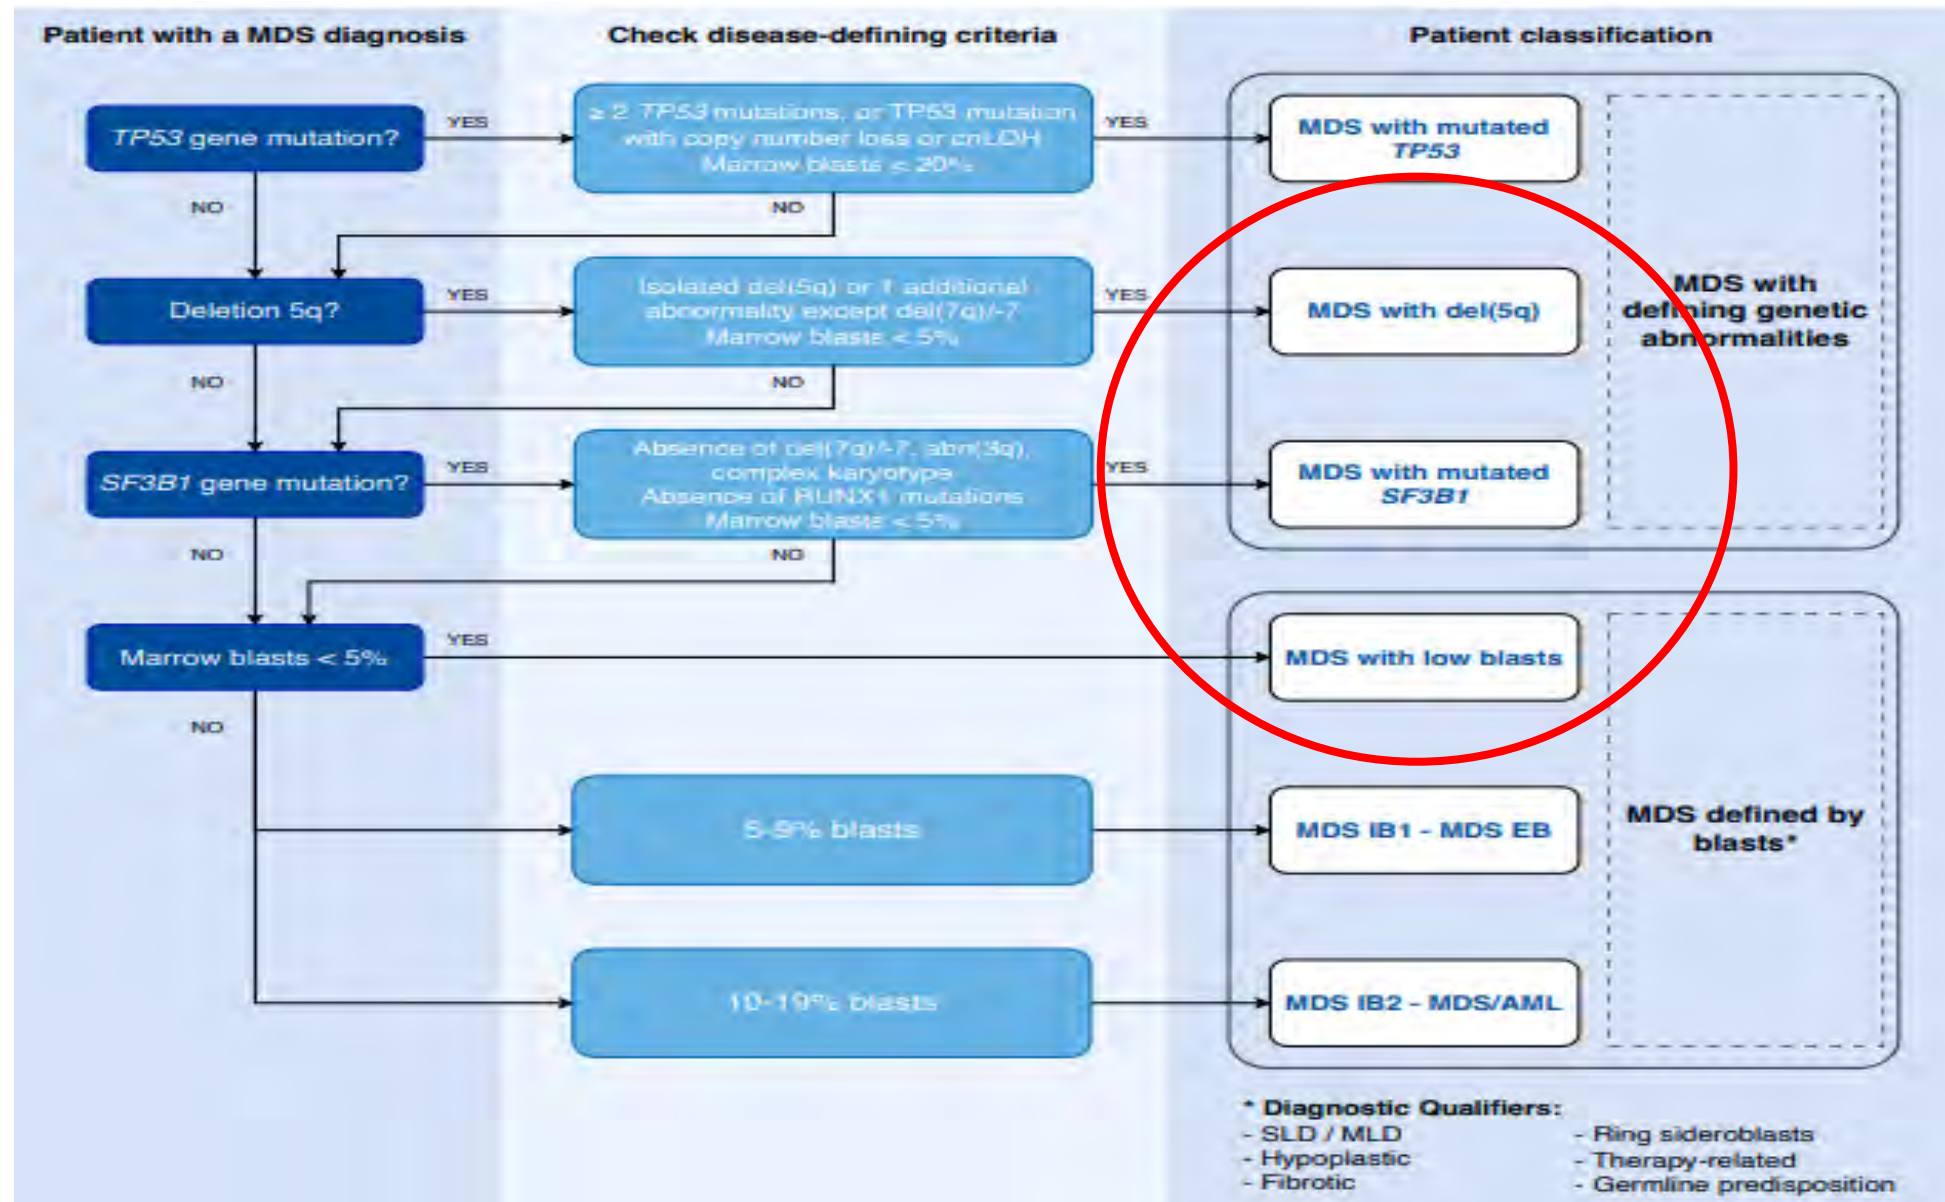 Patient with a MDS diagnosis
Check disease-defining criteria
Patient classification
TP53 gene mutation?
YES
≥ 2 TP53 mutations, or TP53 mutation
with copy number loss or cnLOH
Marrow blasts < 20%
YES
MDS with mutated
TP53
NO
NO
Deletion 5q?
YES
Isolated del(5q) or 1 additional
abnormality except del(7q)/-7
Marrow blasts < 5%
YES
MDS with del(5q)
MDS with
defining genetic
abnormalities
NO
NO
SF3B1 gene mutation?
YES
Absence of del(7q)/-7, abn(3q),
complex karyotype
Absence of RUNX1 mutations
Marrow blasts < 5%
YES
MDS with mutated
SF3B1
NO
NO
Marrow blasts < 5%
YES
MDS with low blasts
NO
5-9% blasts
MDS IB1 - MDS EB
MDS defined by
blasts*
10-19% blasts
MDS IB2 - MDS/AML
* Diagnostic Qualifiers:
- SLD / MLD
- Hypoplastic
- Fibrotic
- Ring sideroblasts
- Therapy-related
- Germline predisposition